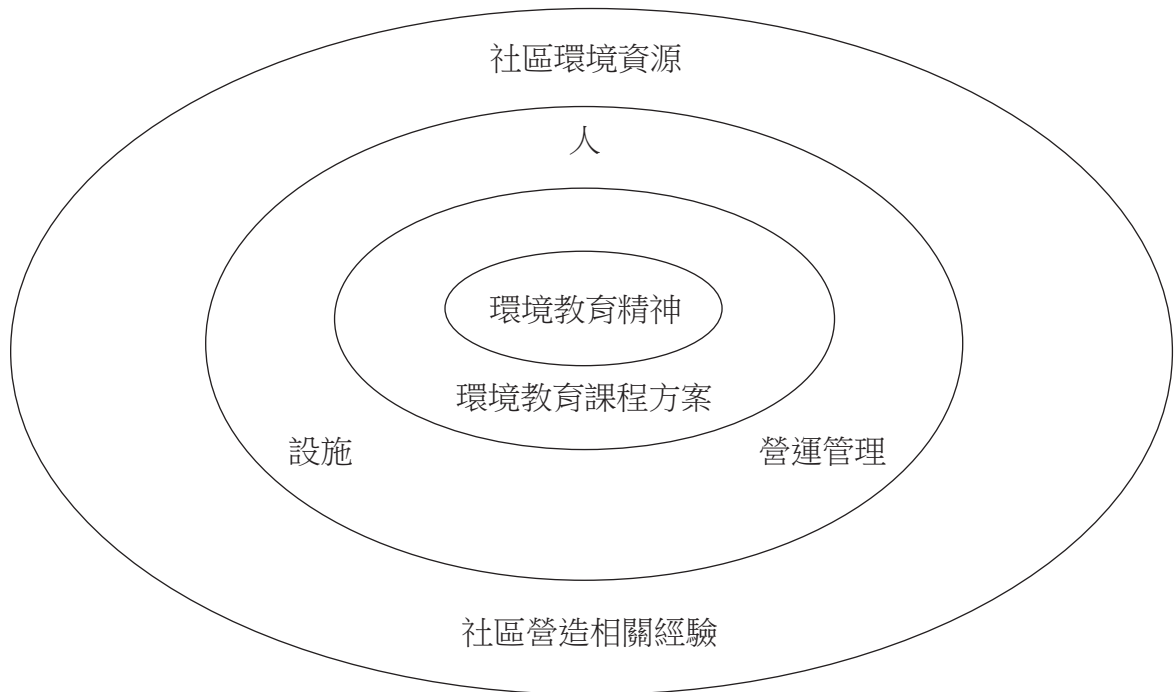 社區環境資源
人
環境教育精神
環境教育課程方案
設施
營運管理
社區營造相關經驗